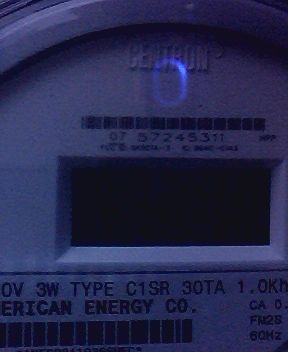 CENTRON®
07 57245311
0V 3W TYPE C1SR 30TA 1.0Kh
ERICAN ENERGY CO.
CA 0.
FM2S
60Hz